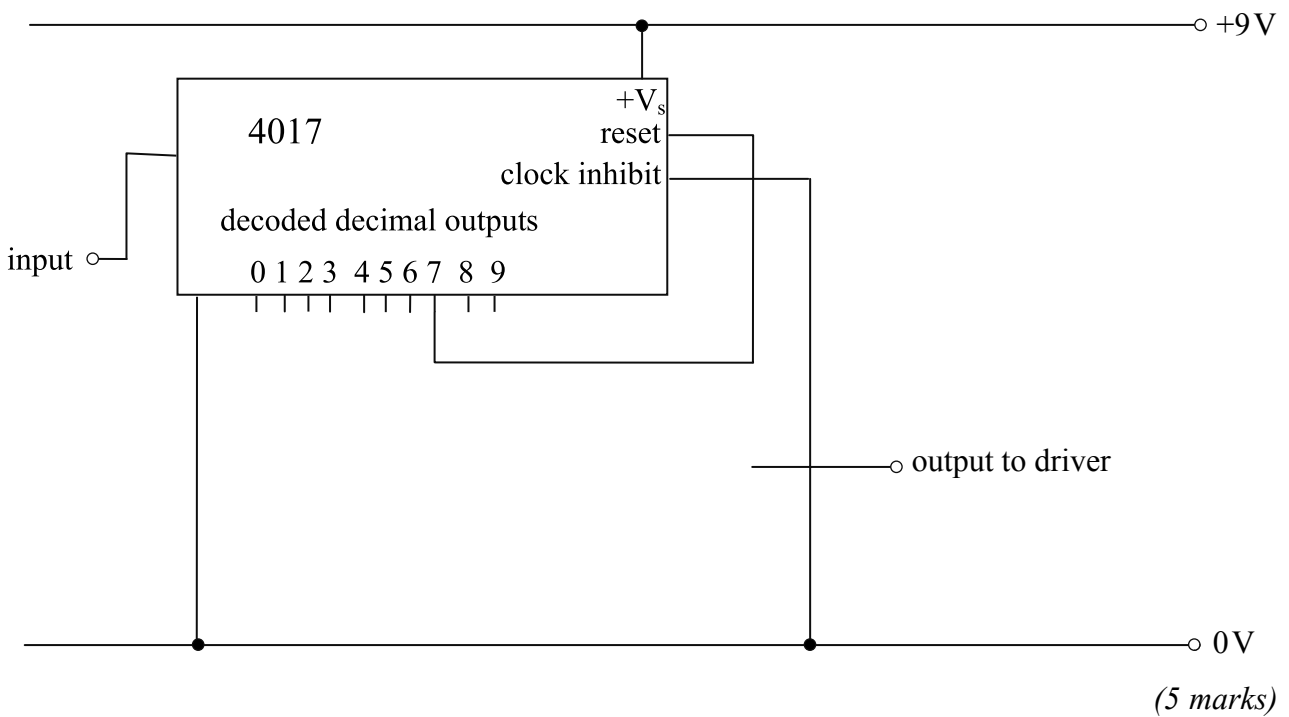 +9V
+Vs
4017
reset
clock inhibit
decoded decimal outputs
input
0 1 2 3 4 5 6 7 8 9
output to driver
0V
(5 marks)